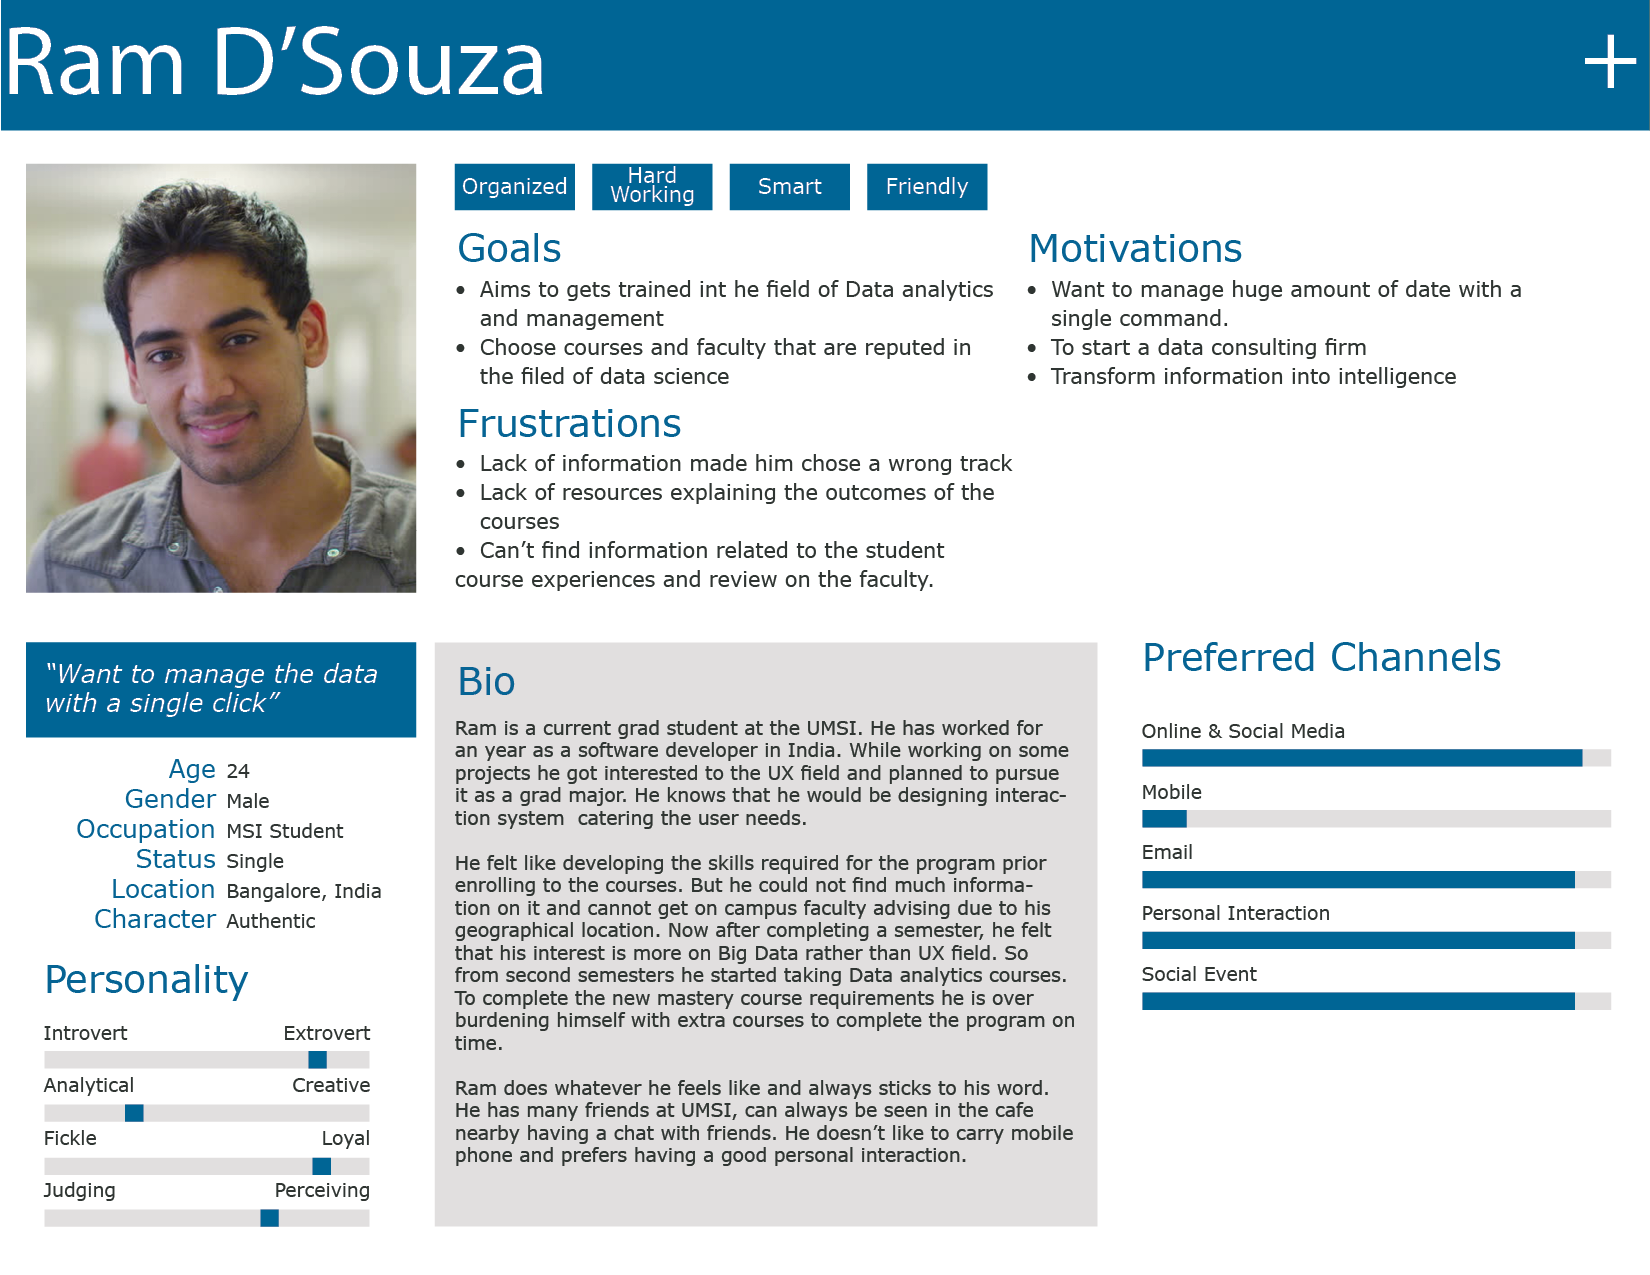 Ram D’Souza
+
Organized
Hard
Working
Smart
Friendly
Goals
• Aims to gets trained int he field of Data analytics
and management
• Choose courses and faculty that are reputed in
the filed of data science
Motivations
• Want to manage huge amount of date with a
single command.
• To start a data consulting firm
• Transform information into intelligence
Frustrations
• Lack of information made him chose a wrong track
• Lack of resources explaining the outcomes of the
courses
• Can’t find information related to the student
course experiences and review on the faculty.
“Want to manage the data
with a single click”
Age 24
Gender Male
Occupation MSI Student
Status Single
Location Bangalore, India
Character Authentic
Personality
Introvert Extrovert
Analytical Creative
Fickle Loyal
Judging Perceiving
Bio
Ram is a current grad student at the UMSI. He has worked for
an year as a software developer in India. While working on some
projects he got interested to the UX field and planned to pursue
it as a grad major. He knows that he would be designing interac-
tion system  catering the user needs.
He felt like developing the skills required for the program prior
enrolling to the courses. But he could not find much informa-
tion on it and cannot get on campus faculty advising due to his
geographical location. Now after completing a semester, he felt
that his interest is more on Big Data rather than UX field. So
from second semesters he started taking Data analytics courses.
To complete the new mastery course requirements he is over
burdening himself with extra courses to complete the program on
time.
Ram does whatever he feels like and always sticks to his word.
He has many friends at UMSI, can always be seen in the cafe
nearby having a chat with friends. He doesn’t like to carry mobile
phone and prefers having a good personal interaction.
Preferred Channels
Online & Social Media
Mobile
Email
Personal Interaction
Social Event